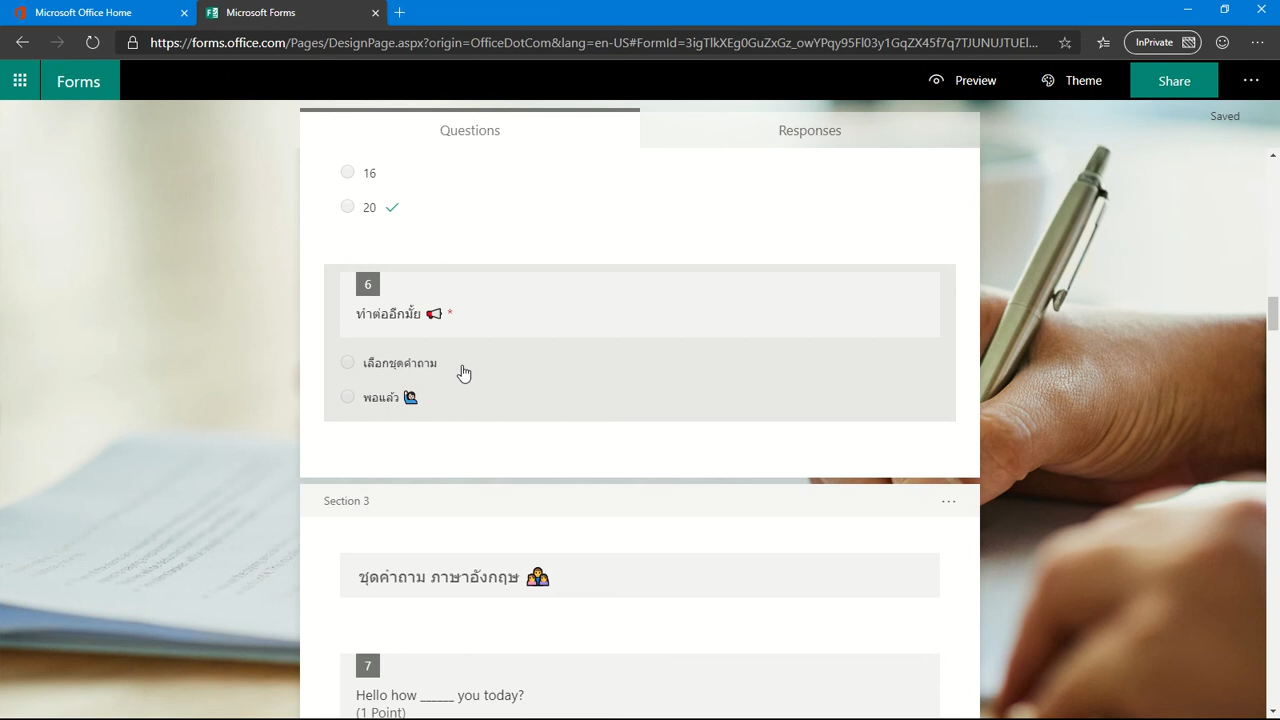 Microsoft Office Home
Microsoft Forms
https://forms.office.com/Pages/DesignPage.aspx?origin=OfficeDotCom&lang=en-US#FormId=3igTlkXEg0GuZxGz_owYPqy95Fl03y1GqZX45f7q7TJUNUJTUEl...
InPrivate
Forms
Preview
Theme
Share
Questions
Responses
Saved
16
20
6
ทำต่ออีกมั้ย 📢 *
เลือกชุดคำถาม
พอแล้ว 🙋
Section 3
ชุดคำถาม ภาษาอังกฤษ 👩‍👩‍👦
7
Hello how _____ you today?
(1 Point)